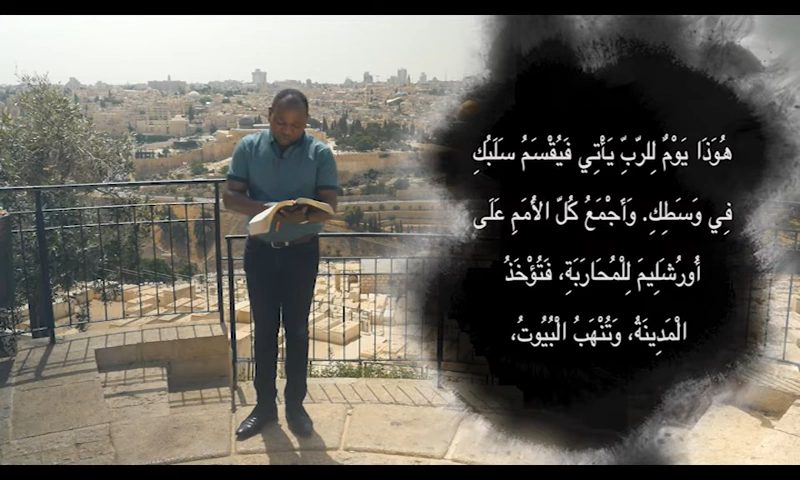 هُوَذَا يَوْمٌ لِلرَّبِّ يَأْتِي فَيُقْسَمُ سَلَبُكِ
فِي وَسَطِكِ. وَأَجْمَعُ كُلَّ الأُمَمِ عَلَى
أُورُشَلِيمَ لِلْمُحَارَبَةِ، فَتُؤْخَذُ
الْمَدِينَةُ، وَتُنْهَبُ الْبُيُوتُ،